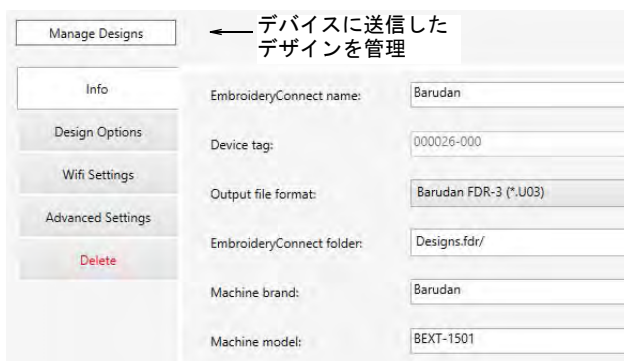 Manage Designs
デバイスに送信した
デザインを管理
Info
Design Options
Wifi Settings
Advanced Settings
Delete
EmbroideryConnect name: Barudan
Device tag: 000026-000
Output file format: Barudan FDR-3 (*.U03)
EmbroideryConnect folder: Designs.fdr/
Machine brand: Barudan
Machine model: BEXT-1501